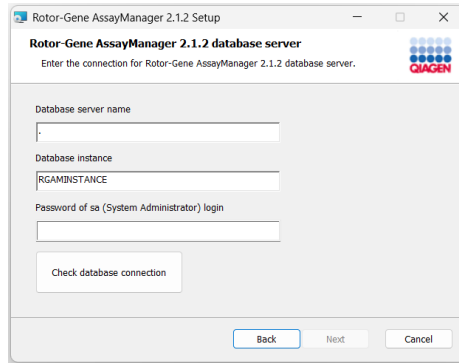 Rotor-Gene AssayManager 2.1.2 Setup
Rotor-Gene AssayManager 2.1.2 database server
Enter the connection for Rotor-Gene AssayManager 2.1.2 database server.
QIAGEN
Database server name
.
Database instance
RGAMINSTANCE
Password of sa (System Administrator) login
Check database connection
Back Next Cancel